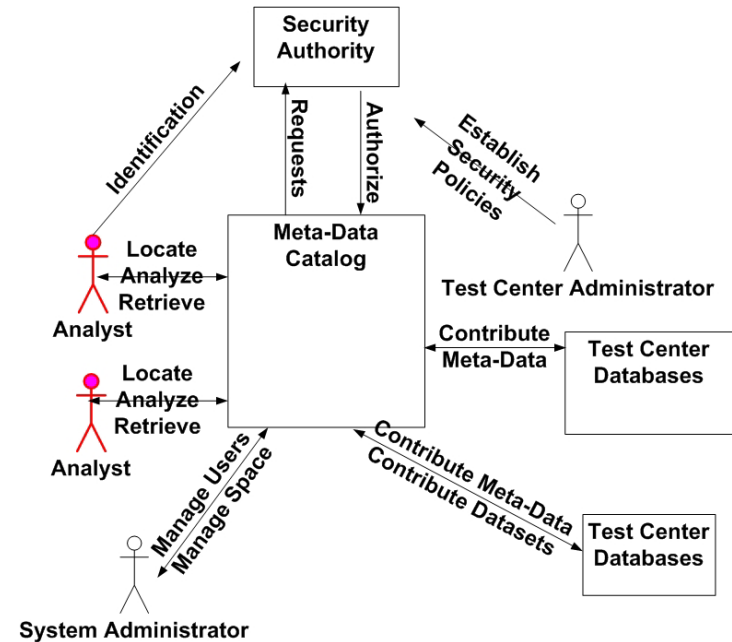 Security
Authority
Identification
Requests
Authorize
Establish
Security
Policies
Meta-Data
Catalog
Locate
Analyze
Retrieve
Analyst
Test Center Administrator
Contribute
Meta-Data
Test Center
Databases
Locate
Analyze
Retrieve
Analyst
Manage Users
Manage Space
Contribute Meta-Data
Contribute Datasets
Test Center
Databases
System Administrator